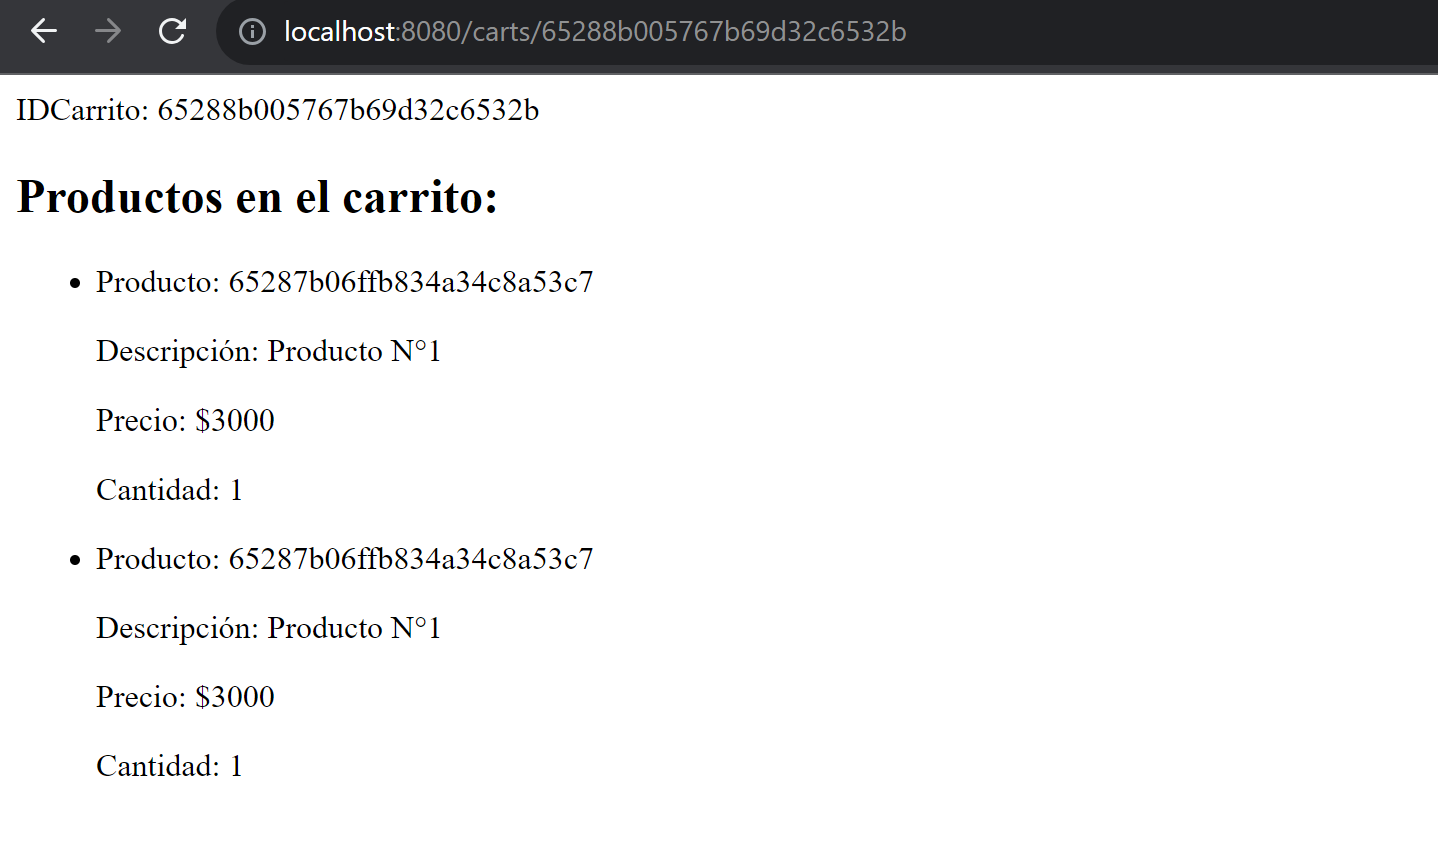 localhost:8080/carts/65288b005767b69d32c6532b
IDCarrito: 65288b005767b69d32c6532b
Productos en el carrito:
Producto: 65287b06ffb834a34c8a53c7
Descripción: Producto N°1
Precio: $3000
Cantidad: 1
Producto: 65287b06ffb834a34c8a53c7
Descripción: Producto N°1
Precio: $3000
Cantidad: 1